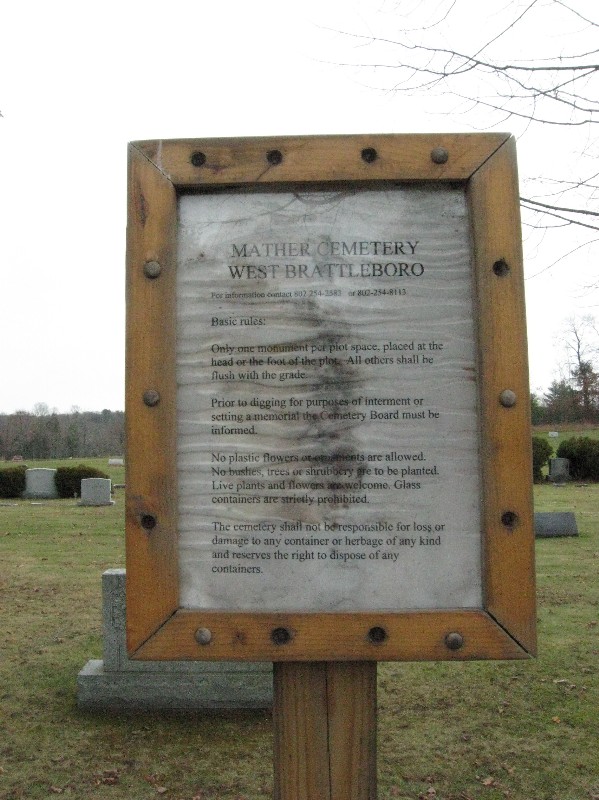 MATHER CEMETERY
WEST BRATTLEBORO
For information contact 802-254-2585 or 802-254-8113
Basic rules:
Only one monument per plot space, placed at the
head or the foot of the plot. All others shall be
flush with the grade.
Prior to digging for purposes of interment or
setting a memorial the Cemetery Board must be
informed.
No plastic flowers or ornaments are allowed.
No bushes, trees or shrubbery are to be planted.
Live plants and flowers are welcome. Glass
containers are strictly prohibited.
The cemetery shall not be responsible for loss or
damage to any container or herbage of any kind
and reserves the right to dispose of any
containers.